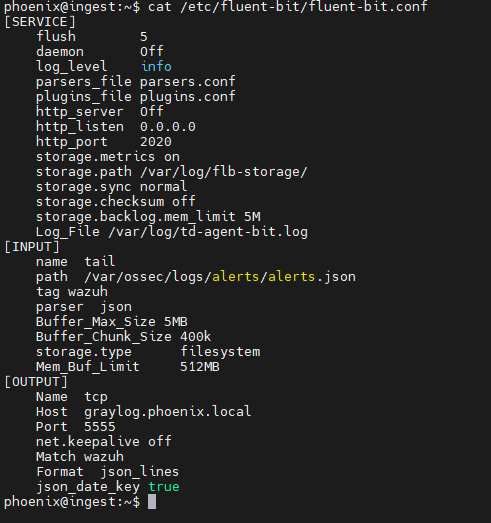 phoenix@ingest:~$ cat /etc/fluent-bit/fluent-bit.conf
[SERVICE]
    flush        5
    daemon       Off
    log_level    info
    parsers_file parsers.conf
    plugins_file plugins.conf
    http_server  Off
    http_listen  0.0.0.0
    http_port    2020
    storage.metrics on
    storage.path /var/log/flb-storage/
    storage.sync normal
    storage.checksum off
    storage.backlog.mem_limit 5M
    Log_File /var/log/td-agent-bit.log
[INPUT]
    name  tail
    path  /var/ossec/logs/alerts/alerts.json
    tag wazuh
    parser  json
    Buffer_Max_Size 5MB
    Buffer_Chunk_Size 400k
    storage.type      filesystem
    Mem_Buf_Limit     512MB
[OUTPUT]
    Name  tcp
    Host  graylog.phoenix.local
    Port  5555
    net.keepalive off
    Match wazuh
    Format  json_lines
    json_date_key true
phoenix@ingest:~$